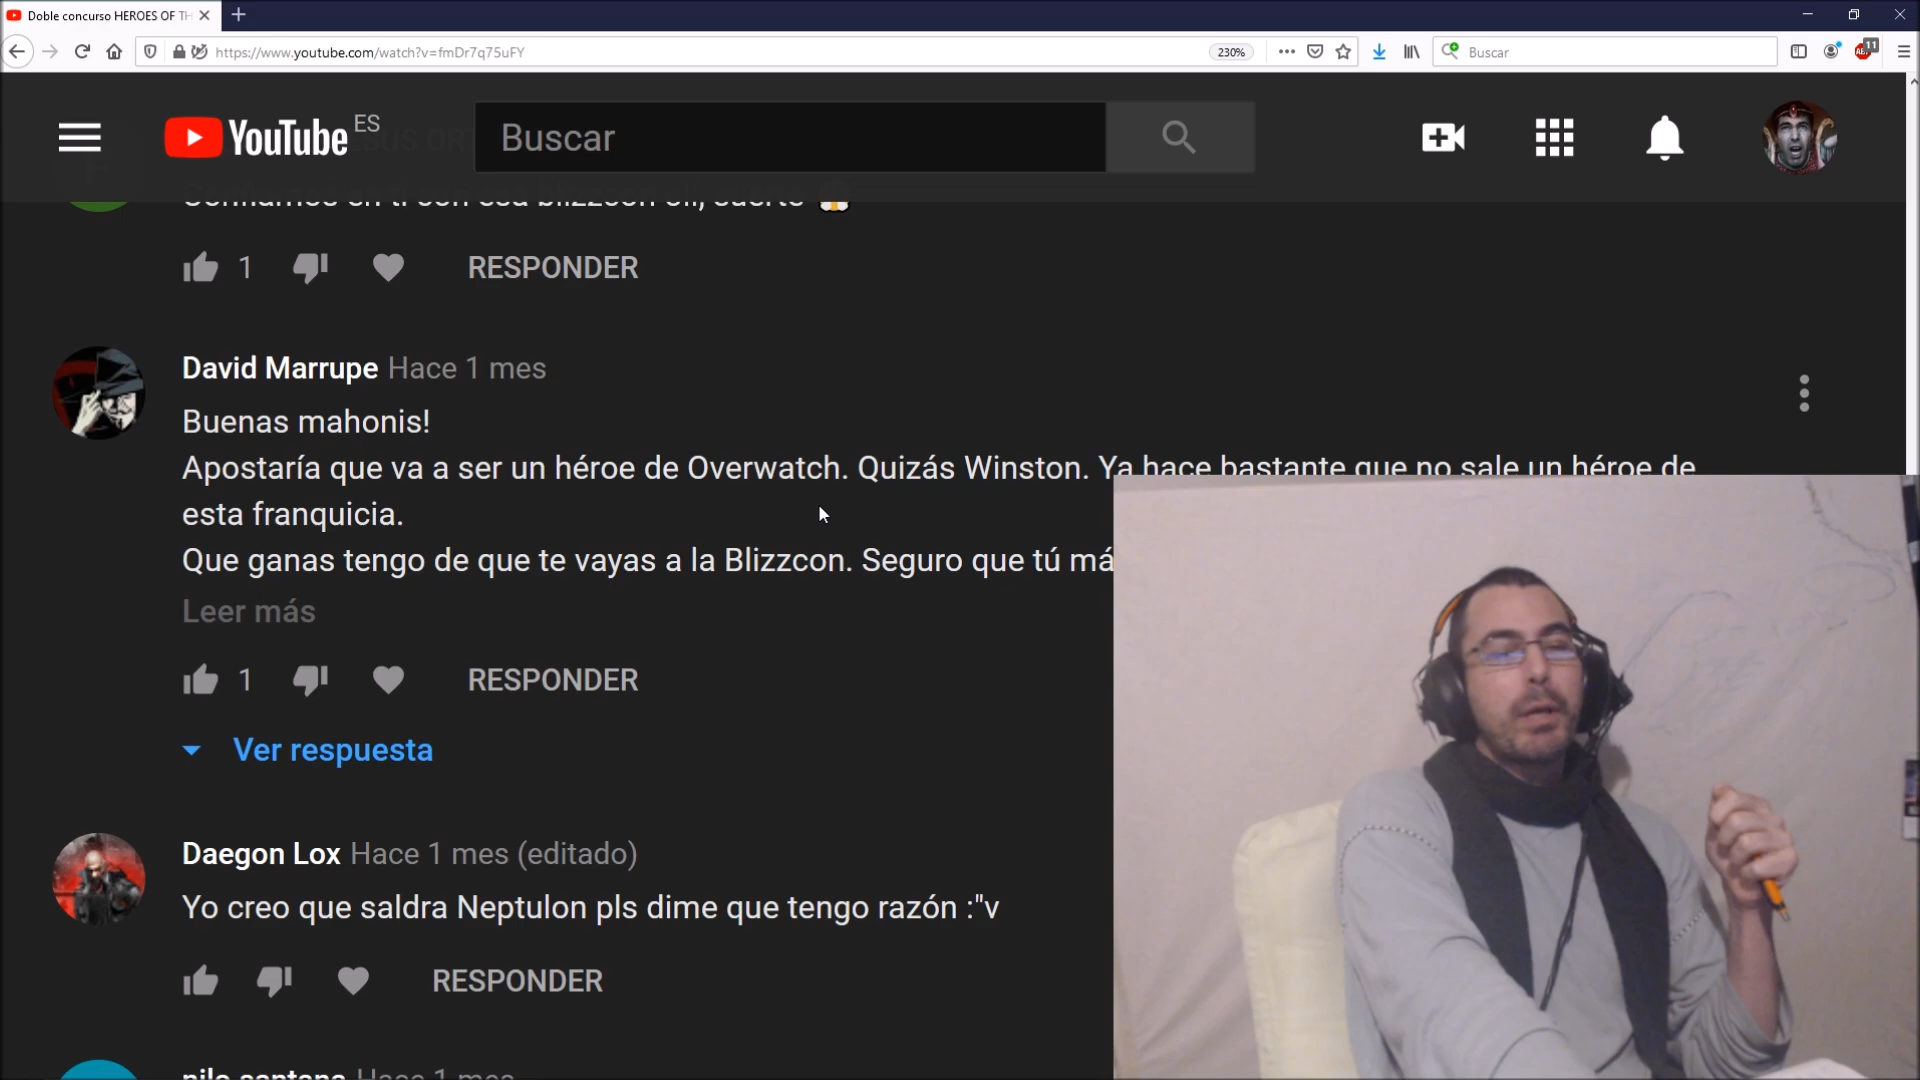 Doble concurso HEROES OF TH
https://www.youtube.com/watch?v=fmDr7q75uFY
230%
Buscar
11
YouTube ES
Buscar
Confiamos en ti con esa blizzcon oli, suerte
1
RESPONDER
David Marrupe Hace 1 mes
Buenas mahonis!
Apostaría que va a ser un héroe de Overwatch. Quizás Winston. Ya hace bastante que no sale un héroe de
esta franquicia.
Que ganas tengo de que te vayas a la Blizzcon. Seguro que tú má
Leer más
1
RESPONDER
Ver respuesta
Daegon Lox Hace 1 mes (editado)
Yo creo que saldra Neptulon pls dime que tengo razón :"v
RESPONDER
Hace 1 mes